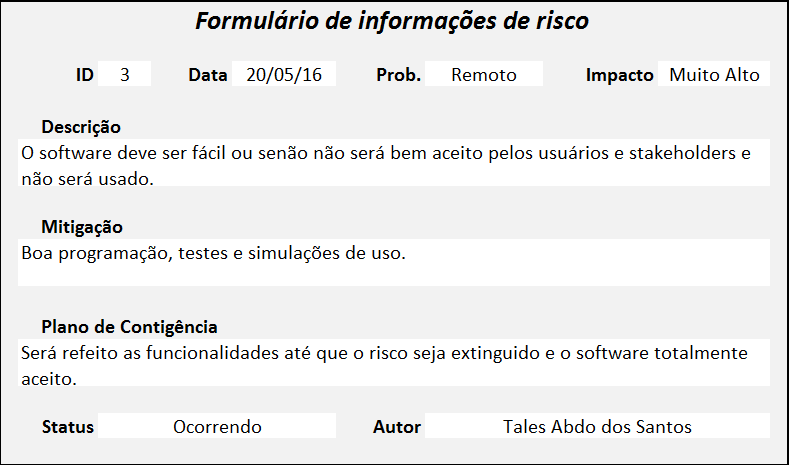 Formulário de informações de risco
ID 3 Data 20/05/16 Prob. Remoto Impacto Muito Alto
Descrição
O software deve ser fácil ou senão não será bem aceito pelos usuários e stakeholders e
não será usado.
Mitigação
Boa programação, testes e simulações de uso.
Plano de Contigência
Será refeito as funcionalidades até que o risco seja extinguido e o software totalmente
aceito.
Status Ocorrendo Autor Tales Abdo dos Santos